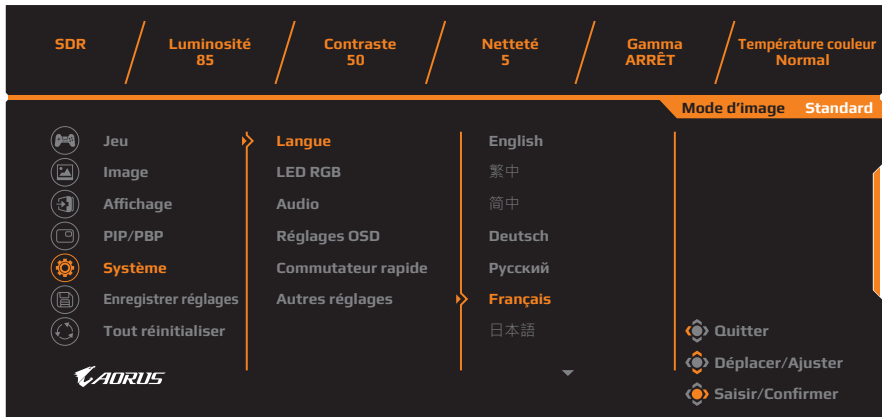 SDR
Luminosité
85
Contraste
50
Netteté
5
Gamma
ARRÊT
Température couleur
Normal
Mode d’image Standard
Jeu
Image
Affichage
PIP/PBP
Système
Enregistrer réglages
Tout réinitialiser
Langue
LED RGB
Audio
Réglages OSD
Commutateur rapide
Autres réglages
English
繁中
简中
Deutsch
Русский
Français
日本語
Quitter
Déplacer/Ajuster
Saisir/Confirmer
AORUS